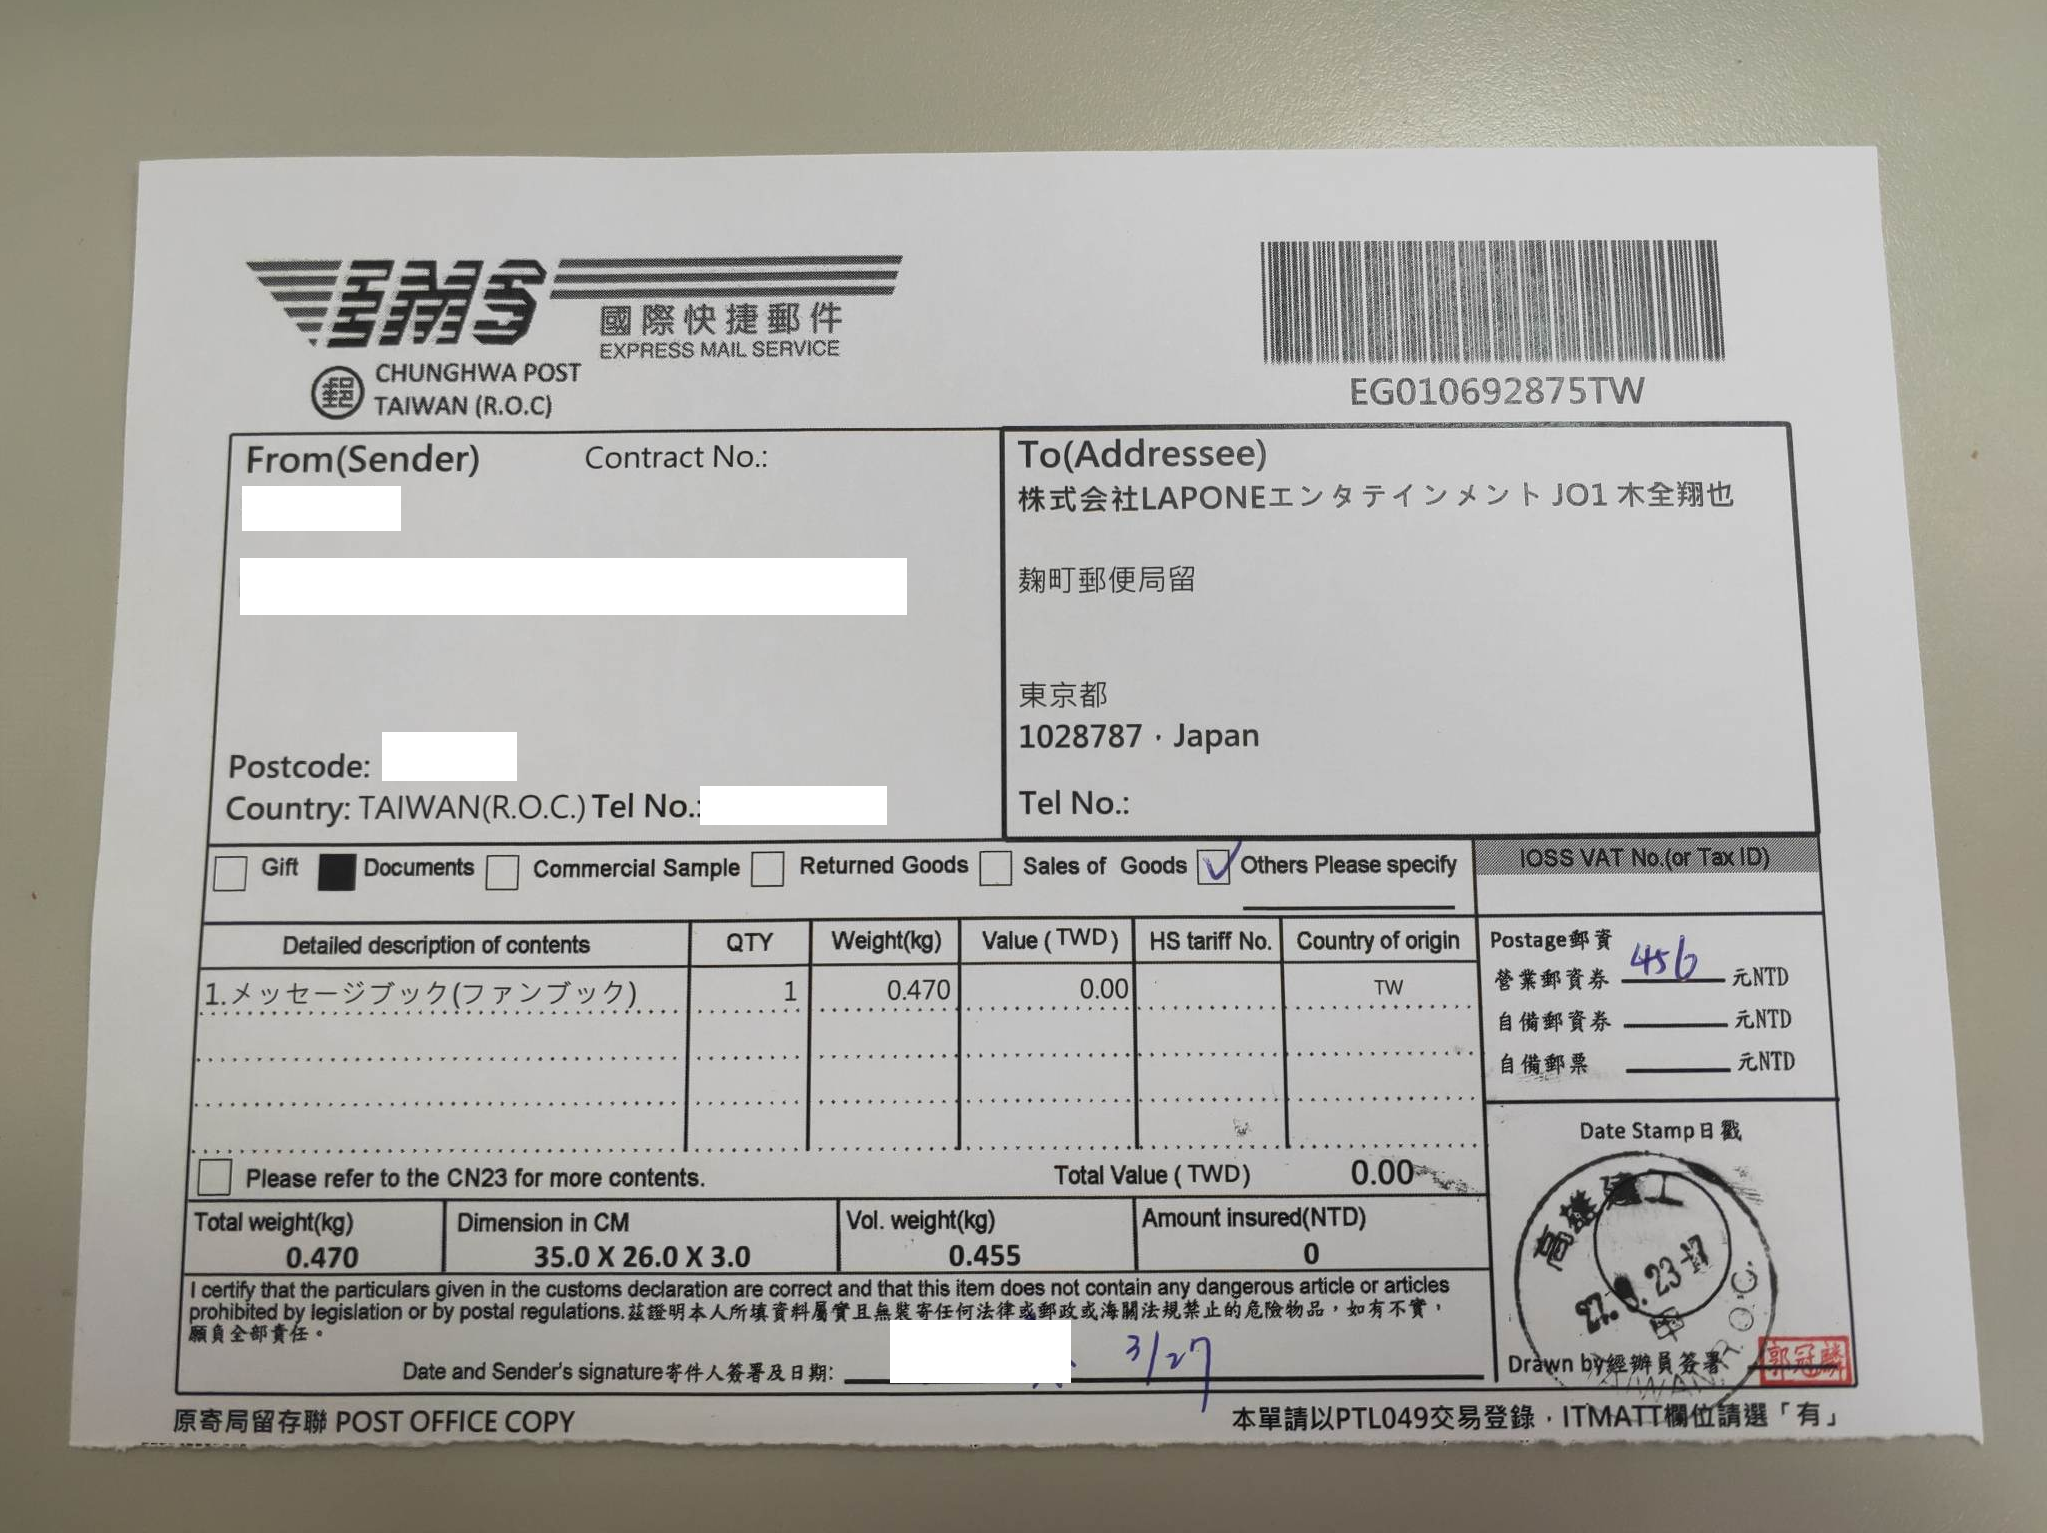 EMS
國際快捷郵件
EXPRESS MAIL SERVICE
郵
CHUNGHWA POST
TAIWAN (R.O.C)
EG010692875TW
From(Sender) Contract No.:
Postcode:
Country: TAIWAN(R.O.C.) Tel No.:
To(Addressee)
株式会社LAPONEエンタテインメント JO1 木全翔也
麹町郵便局留
東京都
1028787，Japan
Tel No.:
Gift Documents Commercial Sample Returned Goods Sales of Goods Others Please specify
IOSS VAT No.(or Tax ID)
Detailed description of contents QTY Weight(kg) Value ( TWD ) HS tariff No. Country of origin
1.メッセージブック(ファンブック) 1 0.470 0.00 TW
Please refer to the CN23 for more contents. Total Value ( TWD ) 0.00
Postage郵資
營業郵資券 456 元NTD
自備郵資券 元NTD
自備郵票 元NTD
Total weight(kg) Dimension in CM Vol. weight(kg) Amount insured(NTD)
0.470 35.0 X 26.0 X 3.0 0.455 0
Date Stamp日戳
高雄建工
I certify that the particulars given in the customs declaration are correct and that this item does not contain any dangerous article or articles
prohibited by legislation or by postal regulations.茲證明本人所填資料屬實且無裝寄任何法律或郵政或海關法規禁止的危險物品，如有不實，
願負全部責任。
Date and Sender's signature寄件人簽署及日期: 3/27
Drawn by經辦員簽署 郭冠麟
原寄局留存聯 POST OFFICE COPY
本單請以PTL049交易登錄，ITMATT欄位請選「有」